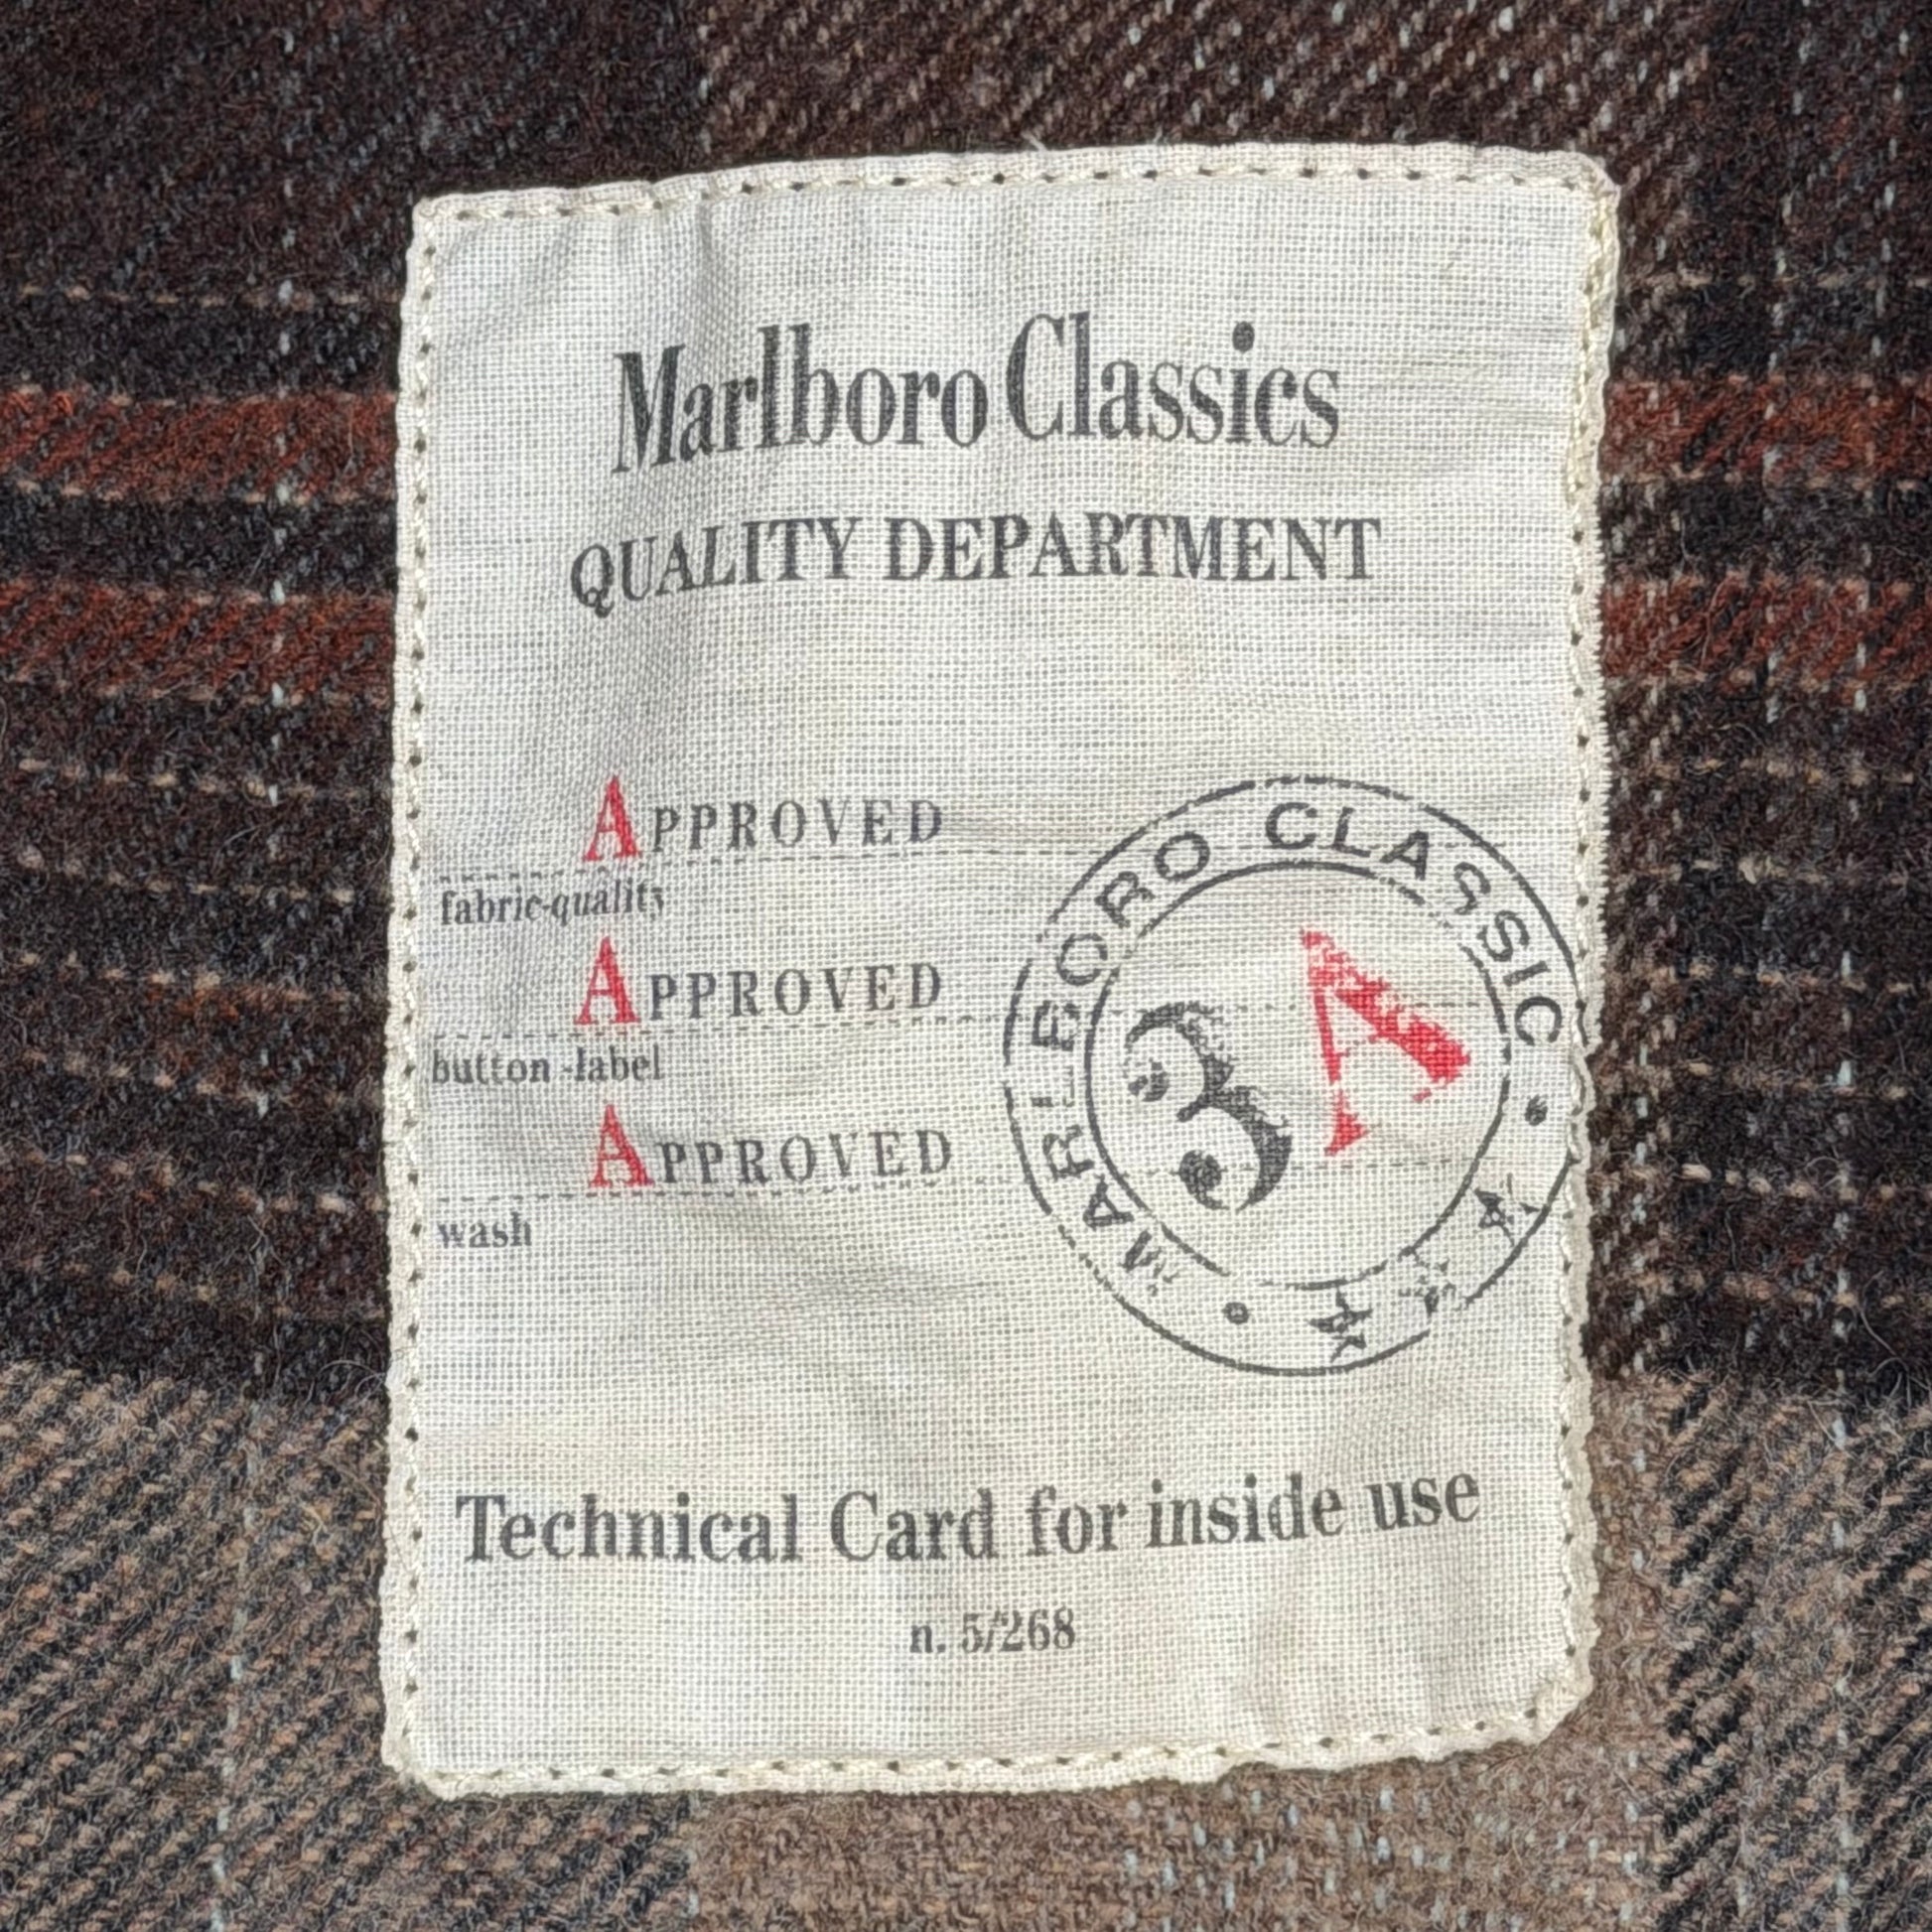 Marlboro Classics
QUALITY DEPARTMENT
APPROVED
fabric-quality
APPROVED
button-label
APPROVED
wash
MARLBORO CLASSIC
3A
Technical Card for inside use
n. 5/268